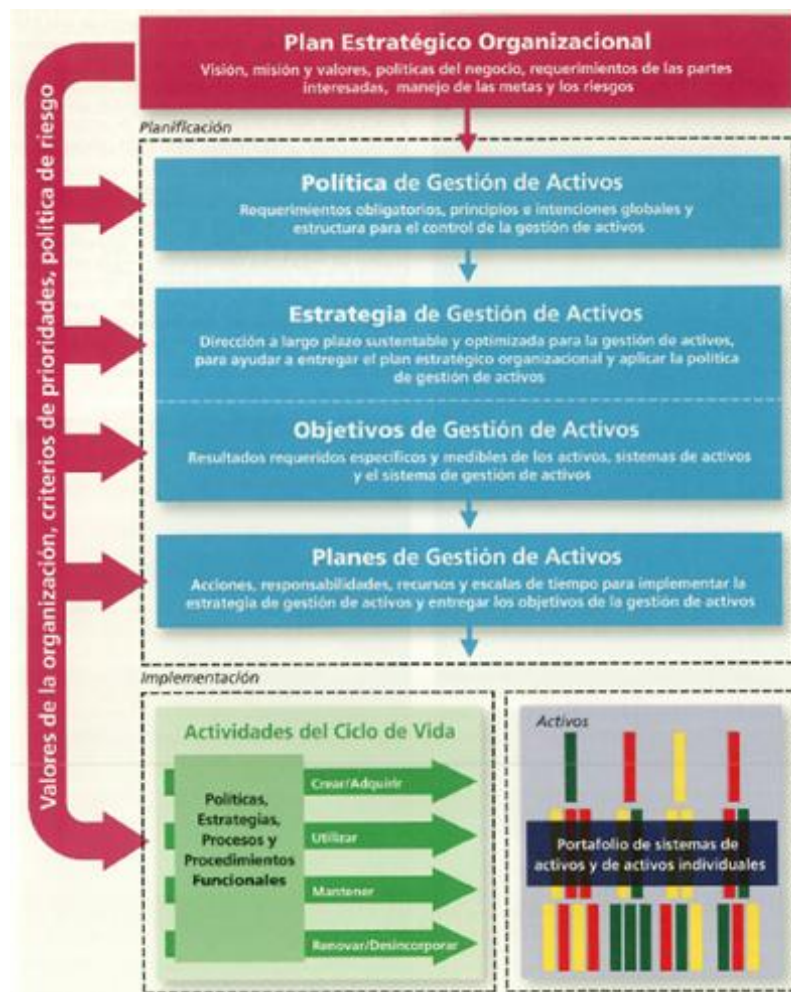 Plan Estratégico Organizacional
Visión, misión y valores, políticas del negocio, requerimientos de las partes
interesadas, manejo de las metas y los riesgos
Valores de la organización, criterios de prioridades, política de riesgo
Planificación
Política de Gestión de Activos
Requerimientos obligatorios, principios e intenciones globales y
estructura para el control de la gestión de activos
Estrategia de Gestión de Activos
Dirección a largo plazo sustentable y optimizada para la gestión de activos,
para ayudar a entregar el plan estratégico organizacional y aplicar la política
de gestión de activos
Objetivos de Gestión de Activos
Resultados requeridos específicos y medibles de los activos, sistemas de activos
y el sistema de gestión de activos
Planes de Gestión de Activos
Acciones, responsabilidades, recursos y escalas de tiempo para implementar la
estrategia de gestión de activos y entregar los objetivos de la gestión de activos
Implementación
Actividades del Ciclo de Vida
Políticas,
Estrategias,
Procesos y
Procedimientos
Funcionales
Crear/Adquirir
Utilizar
Mantener
Renovar/Desincorporar
Activos
Portafolio de sistemas de
activos y de activos individuales